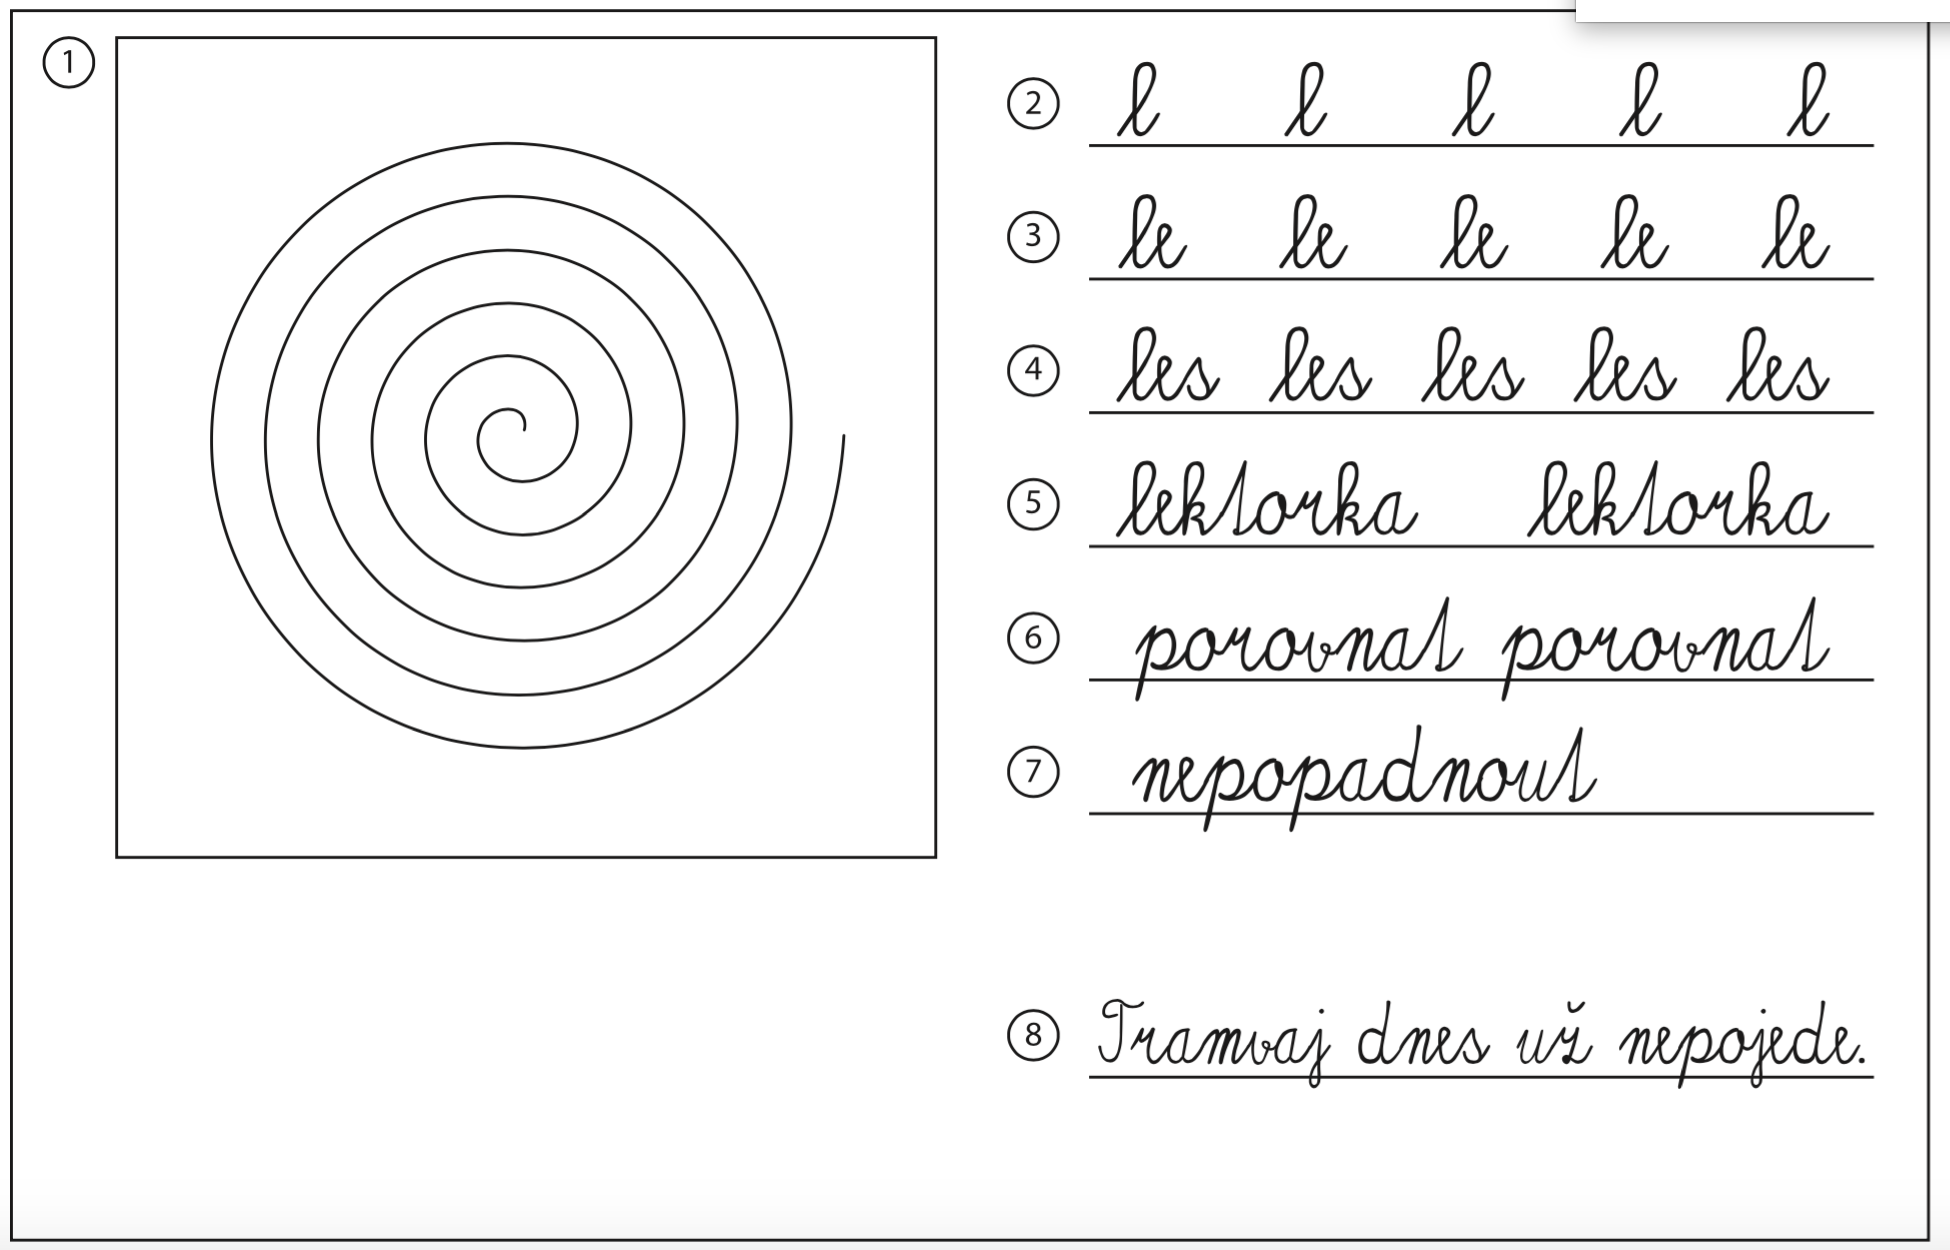 1
2 l l l l l
3 le le le le le
4 les les les les les
5 lektorka lektorka
6 porovnat porovnat
7 nepopadnout
8 Tramvaj dnes už nepojede.